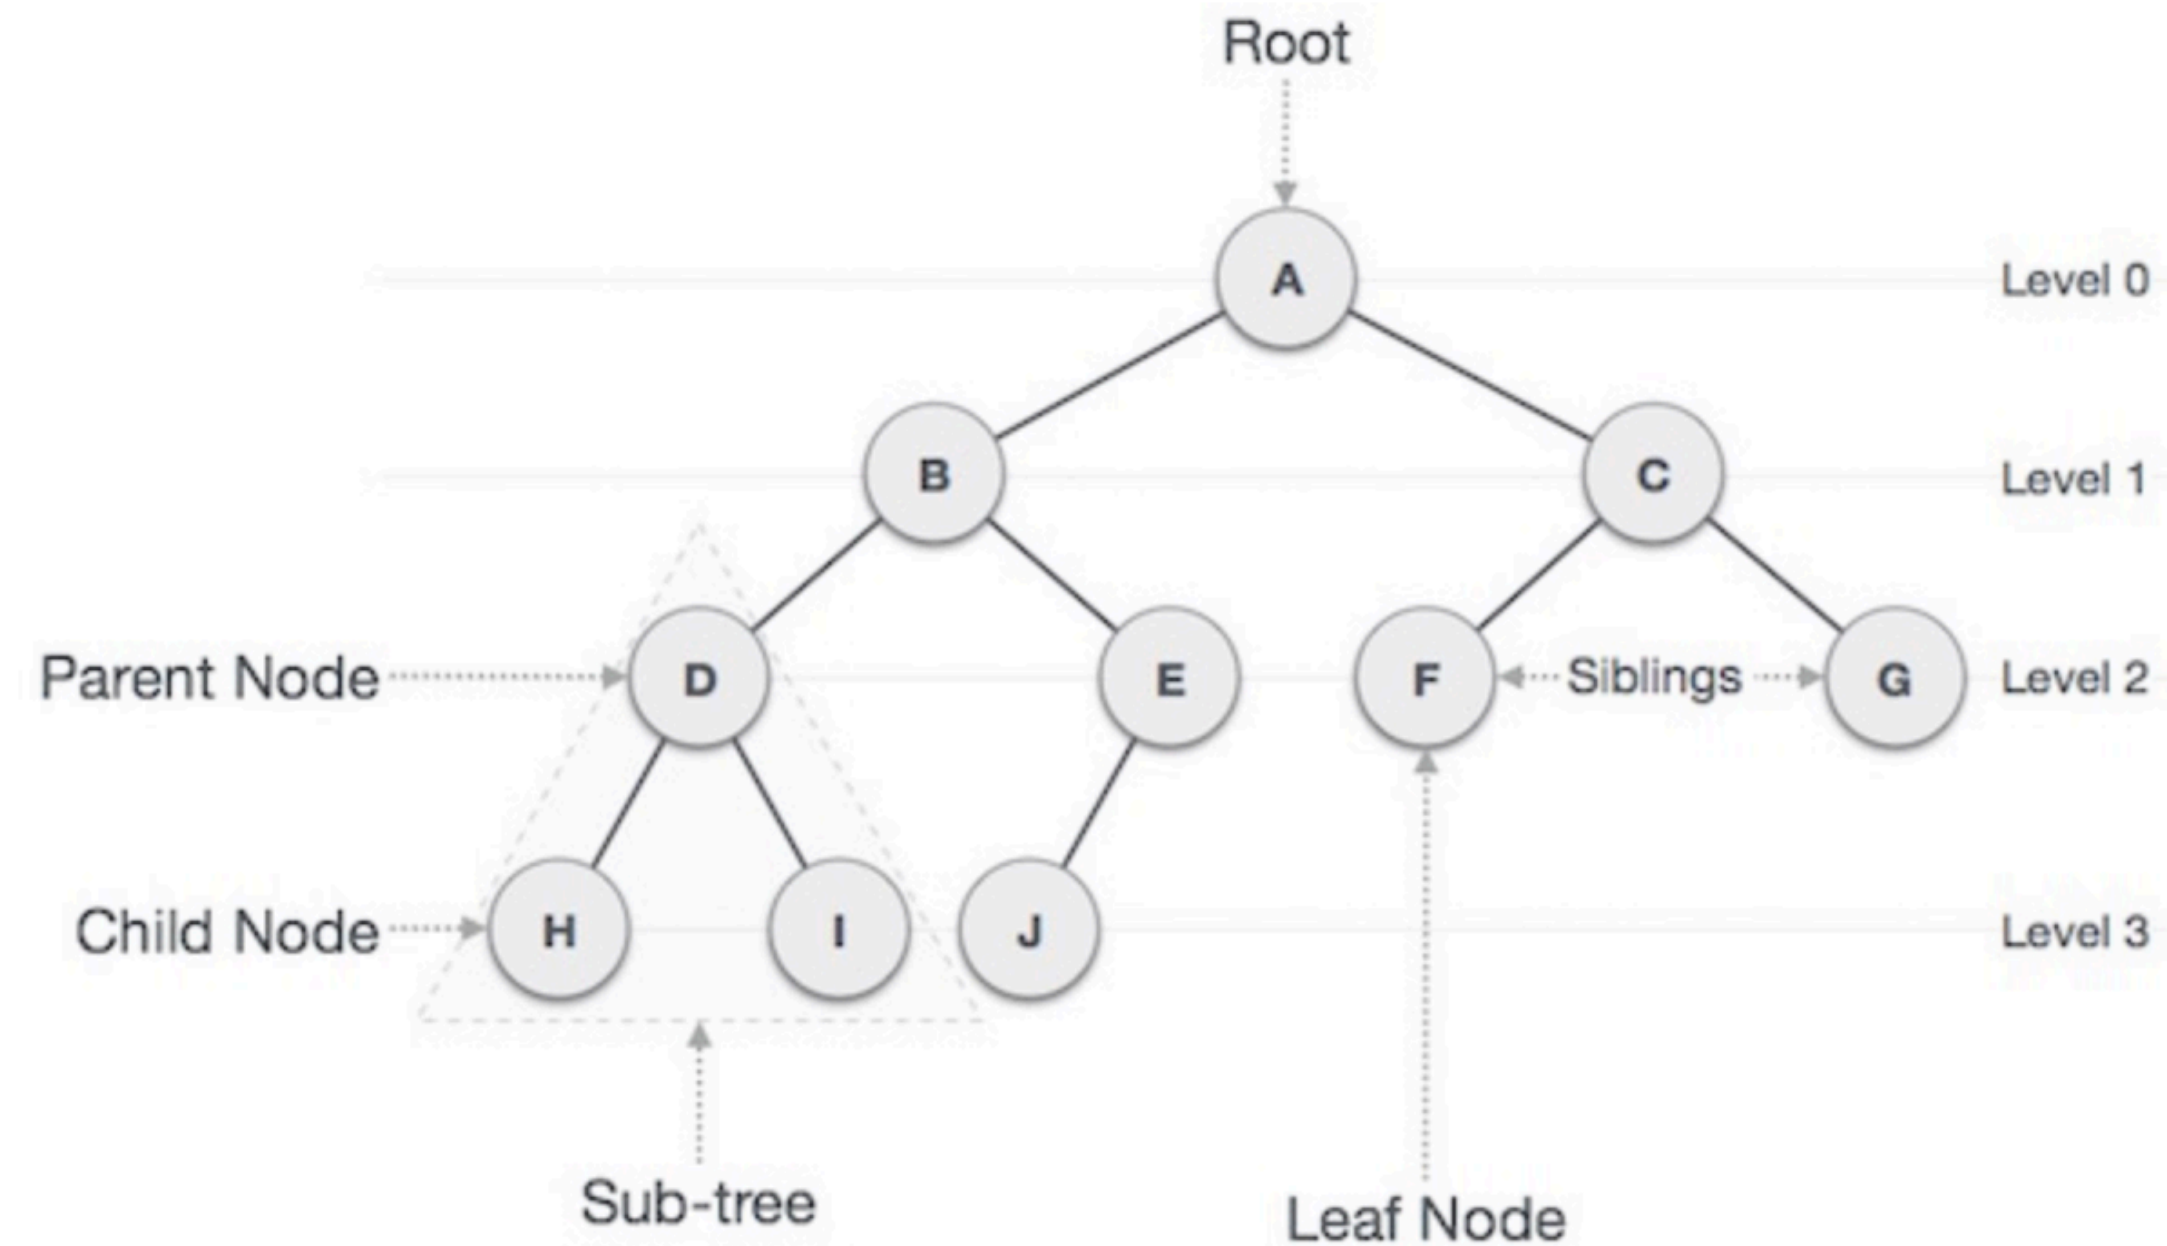 Root
A
Level 0
B
C
Level 1
Parent Node
D
E
F
Siblings
G
Level 2
Child Node
H
I
J
Level 3
Sub-tree
Leaf Node